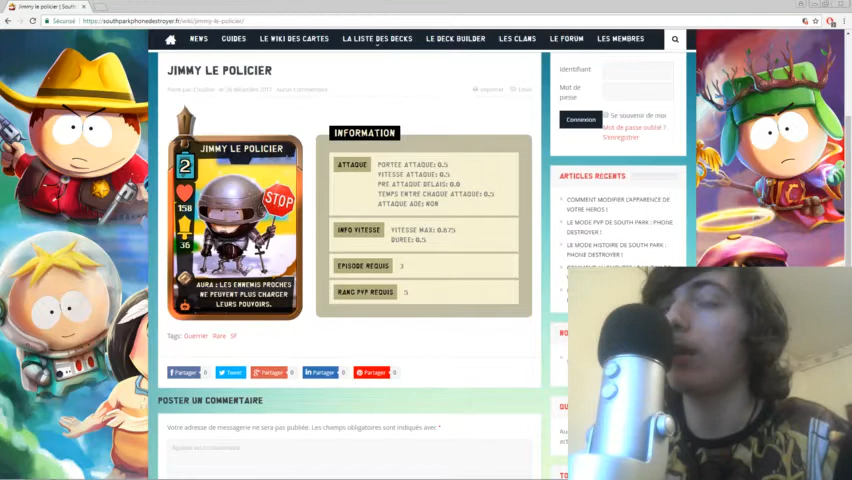 Jimmy le policier | South
Sécurisé
https://southparkphonedestroyer.fr/wiki/jimmy-le-policier/
NEWS GUIDES LE WIKI DES CARTES LA LISTE DES DECKS LE DECK BUILDER LES CLANS LE FORUM LES MEMBRES
JIMMY LE POLICIER
Aucun commentaire
Imprimer
Identifiant
Mot de
passe
Connexion
Se souvenir de moi
Mot de passe oublié ?
S'enregistrer
JIMMY LE POLICIER
2
158
36
STOP
AURA : LES ENNEMIS PROCHES
NE PEUVENT PLUS CHARGER
LEURS POUVOIRS.
INFORMATION
ATTAQUE
PORTEE ATTAQUE: 0.5
VITESSE ATTAQUE: 0.5
PRE ATTAQUE DELAIS: 0.0
TEMPS ENTRE CHAQUE ATTAQUE: 0.5
ATTAQUE AOE: NON
INFO VITESSE
VITESSE MAX: 0.675
DUREE: 0.5
EPISODE REQUIS 3
RANG PVP REQUIS 5
Tags: Guerrier Rare SF
ARTICLES RECENTS
COMMENT MODIFIER L'APPARENCE DE
VOTRE HEROS !
LE MODE PVP DE SOUTH PARK : PHONE
DESTROYER !
LE MODE HISTOIRE DE SOUTH PARK :
PHONE DESTROYER !
Partager 0 Tweet 0 Partager 0 Partager 0 Partager 0
POSTER UN COMMENTAIRE
Votre adresse de messagerie ne sera pas publiée. Les champs obligatoires sont indiqués avec *